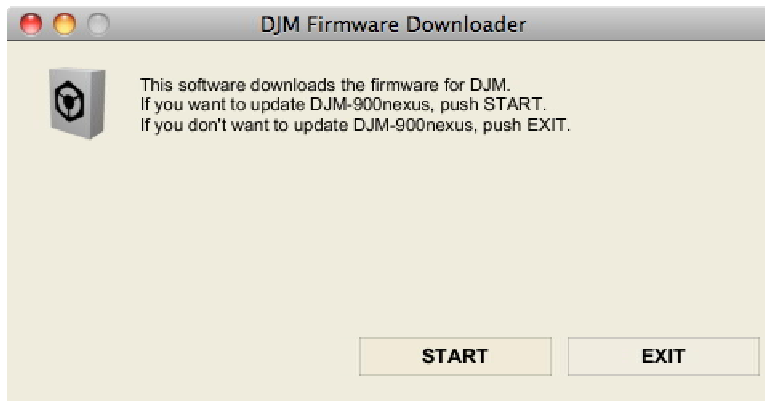 DJM Firmware Downloader
This software downloads the firmware for DJM.
If you want to update DJM-900nexus, push START.
If you don't want to update DJM-900nexus, push EXIT.
START
EXIT